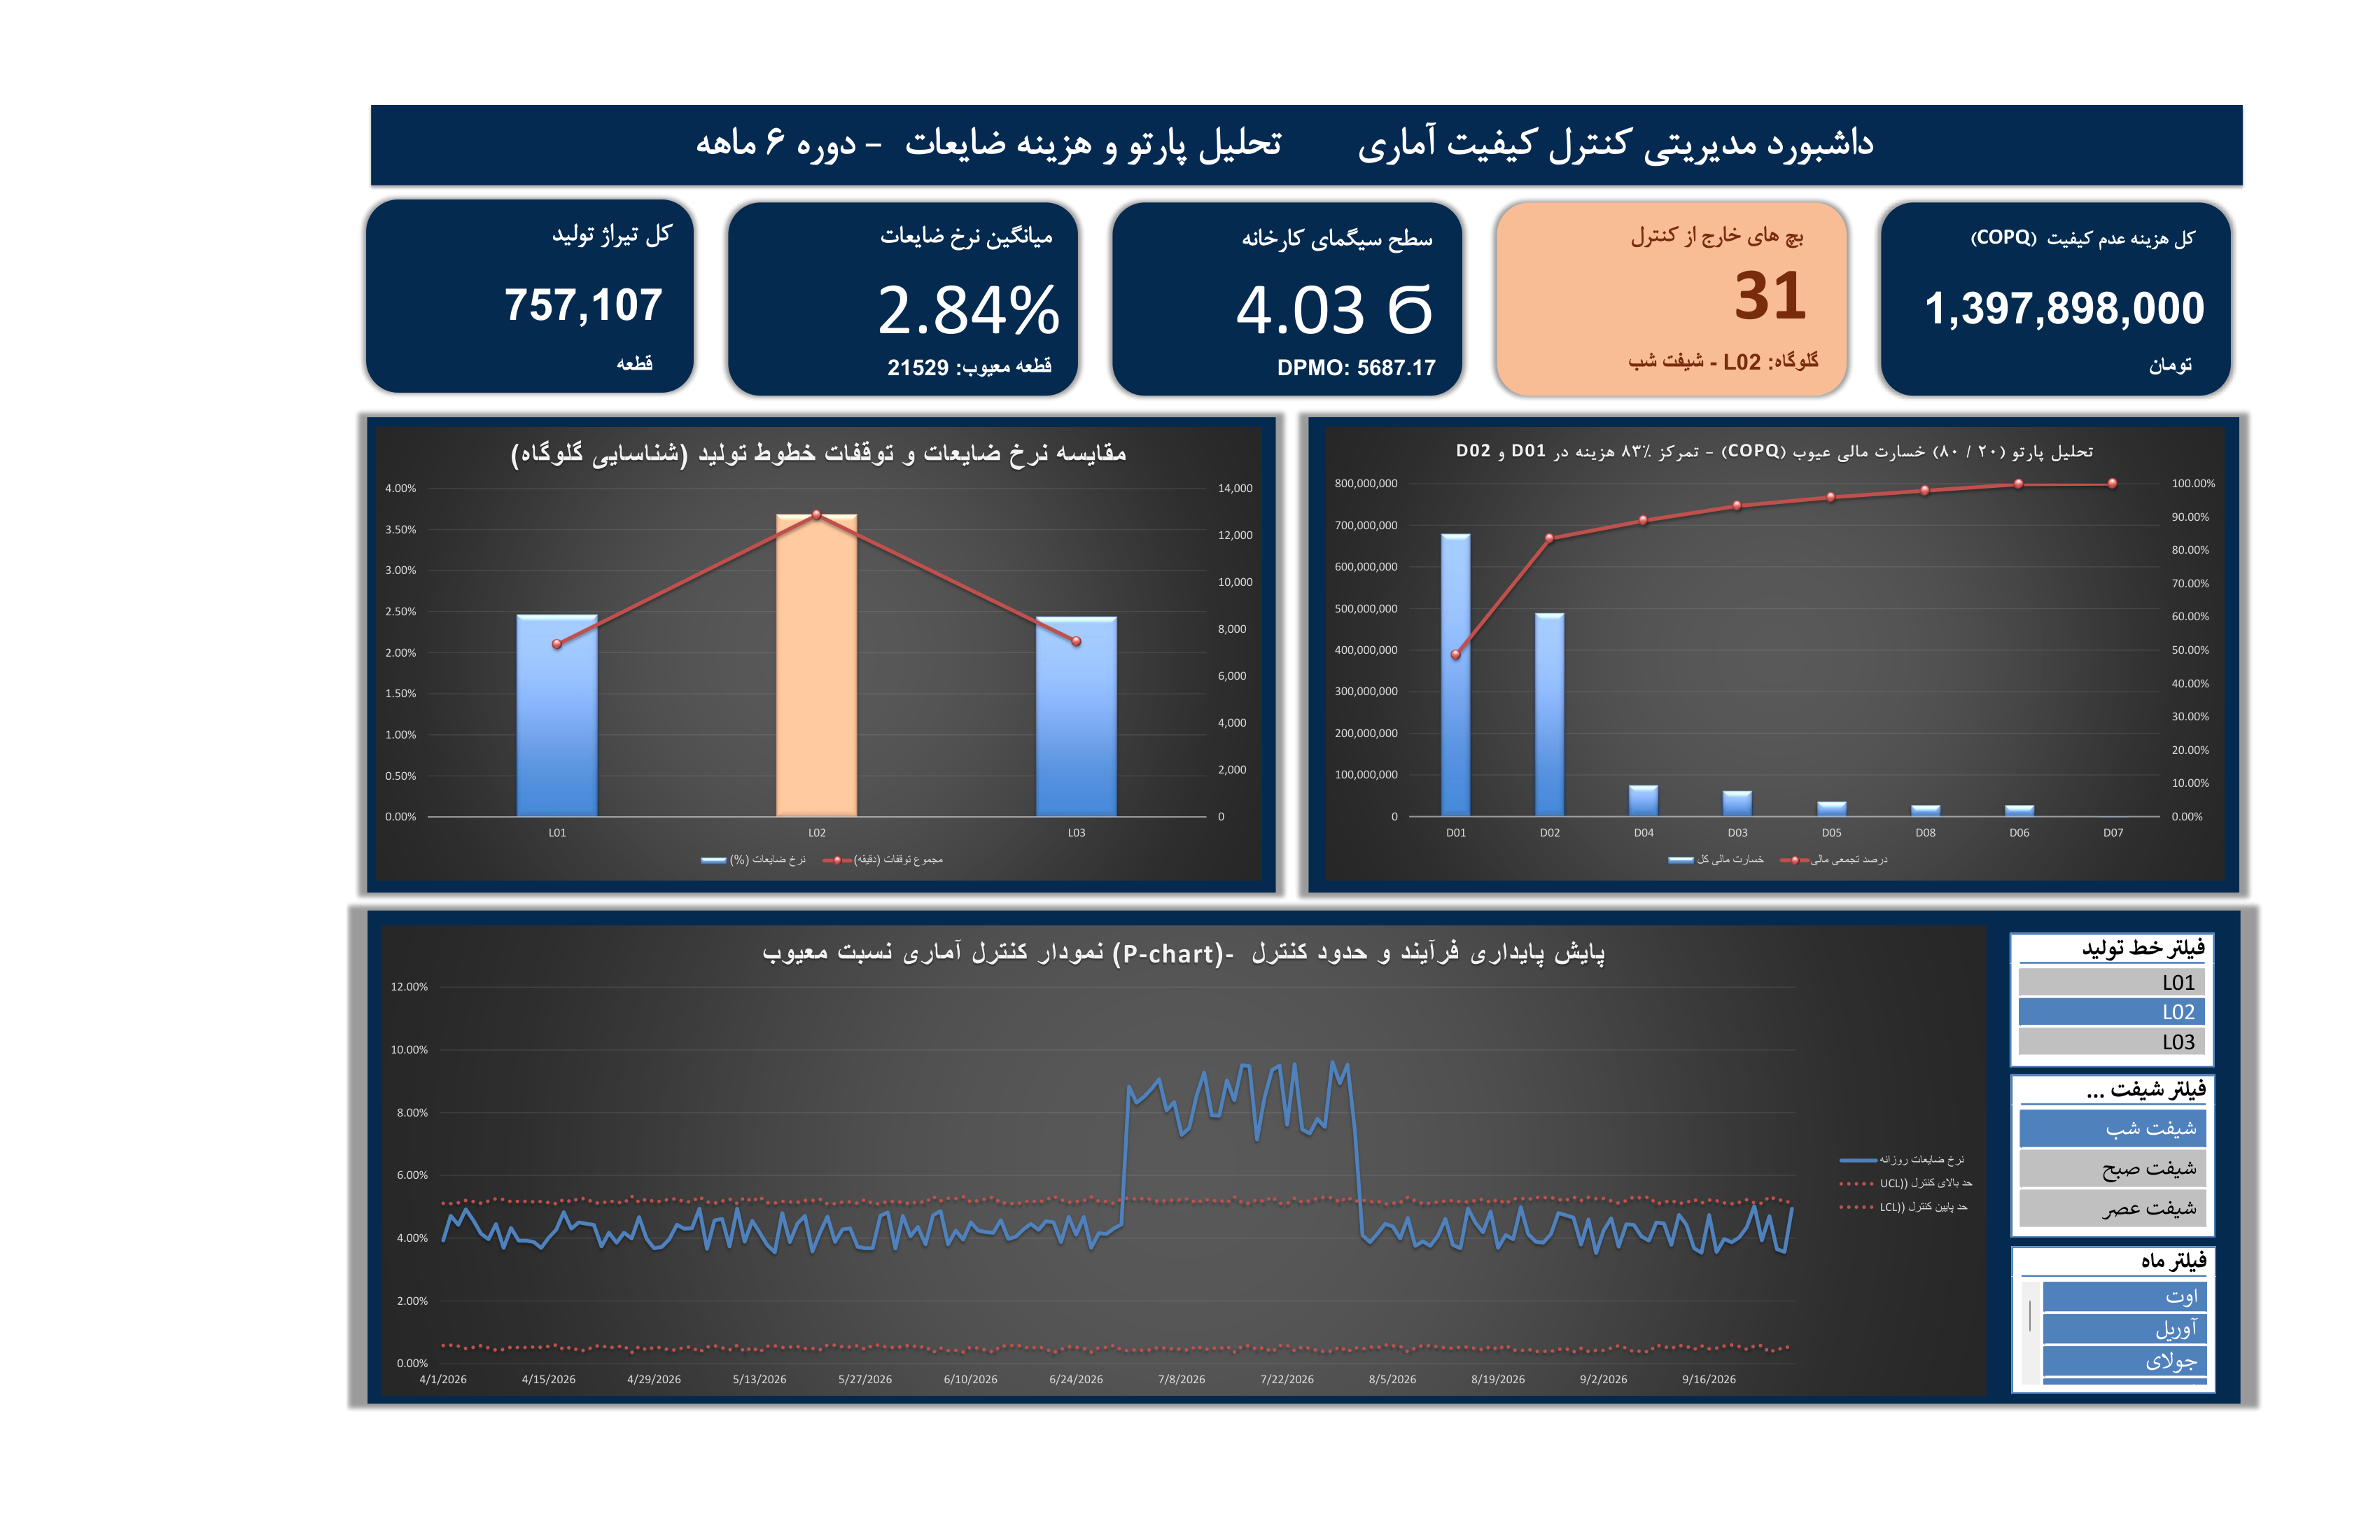 داشبورد مدیریتی کنترل کیفیت آماری تحلیل پارتو و هزینه ضایعات - دوره ۶ ماهه
کل هزینه عدم کیفیت (COPQ)
1,397,898,000
تومان
بچ های خارج از کنترل
31
گلوگاه: L02 - شیفت شب
سطح سیگمای کارخانه
4.03 б
DPMO: 5687.17
میانگین نرخ ضایعات
2.84%
قطعه معیوب: 21529
کل تیراژ تولید
757,107
قطعه
تحلیل پارتو (۲۰ / ۸۰) خسارت مالی عیوب (COPQ) - تمرکز ۸۳٪ هزینه در D01 و D02
800,000,000
700,000,000
600,000,000
500,000,000
400,000,000
300,000,000
200,000,000
100,000,000
0
100.00%
90.00%
80.00%
70.00%
60.00%
50.00%
40.00%
30.00%
20.00%
10.00%
0.00%
D01 D02 D04 D03 D05 D08 D06 D07
خسارت مالی کل
درصد تجمعی مالی
مقایسه نرخ ضایعات و توقفات خطوط تولید (شناسایی گلوگاه)
4.00%
3.50%
3.00%
2.50%
2.00%
1.50%
1.00%
0.50%
0.00%
14,000
12,000
10,000
8,000
6,000
4,000
2,000
0
L01 L02 L03
نرخ ضایعات (%)
مجموع توقفات (دقیقه)
پایش پایداری فرآیند و حدود کنترل -(P-chart) نمودار کنترل آماری نسبت معیوب
12.00%
10.00%
8.00%
6.00%
4.00%
2.00%
0.00%
4/1/2026 4/15/2026 4/29/2026 5/13/2026 5/27/2026 6/10/2026 6/24/2026 7/8/2026 7/22/2026 8/5/2026 8/19/2026 9/2/2026 9/16/2026
نرخ ضایعات روزانه
حد بالای کنترل ((UCL
حد پایین کنترل ((LCL
فیلتر خط تولید
L01
L02
L03
فیلتر شیفت ...
شیفت شب
شیفت صبح
شیفت عصر
فیلتر ماه
اوت
آوریل
جولای